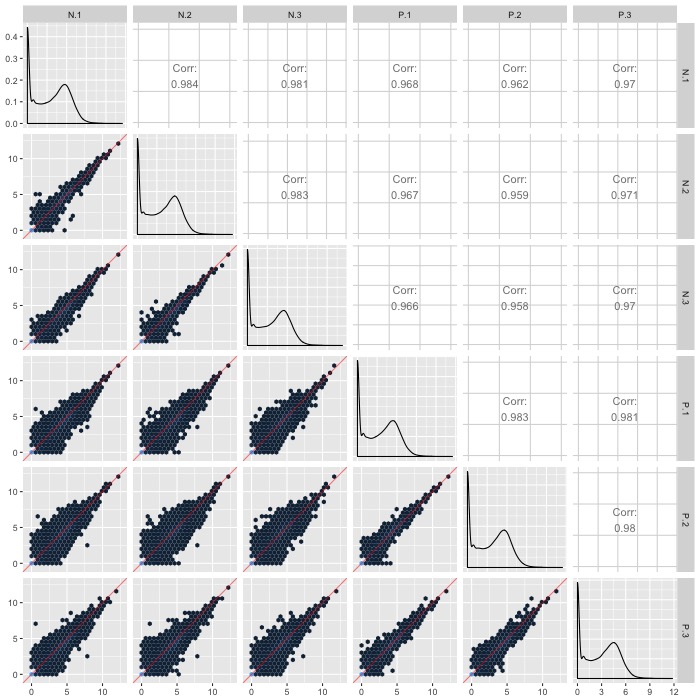 N.1 N.2 N.3 P.1 P.2 P.3
0.4
0.3
0.2
0.1
0.0
Corr:
0.984
Corr:
0.981
Corr:
0.968
Corr:
0.962
Corr:
0.97
N.1
10
5
0
Corr:
0.983
Corr:
0.967
Corr:
0.959
Corr:
0.971
N.2
10
5
0
Corr:
0.966
Corr:
0.958
Corr:
0.97
N.3
10
5
0
Corr:
0.983
Corr:
0.981
P.1
10
5
0
Corr:
0.98
P.2
10
5
0
P.3
0 5 10 0 5 10 0 5 10 0 5 10 0 5 10 0 3 6 9 12